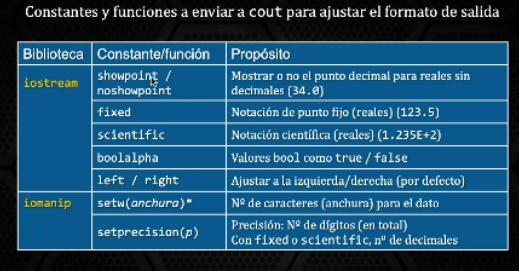 Constantes y funciones a enviar a cout para ajustar el formato de salida
Biblioteca Constante/función Propósito
iostream
showpoint /
noshowpoint
Mostrar o no el punto decimal para reales sin
decimales (34.0)
fixed Notación de punto fijo (reales) (123.5)
scientific Notación científica (reales) (1.235E+2)
boolalpha Valores bool como true / false
left / right Ajustar a la izquierda/derecha (por defecto)
iomanip setw(anchura)* Nº de caracteres (anchura) para el dato
setprecision(p)
Precisión: Nº de dígitos (en total)
Con fixed o scientific, nº de decimales